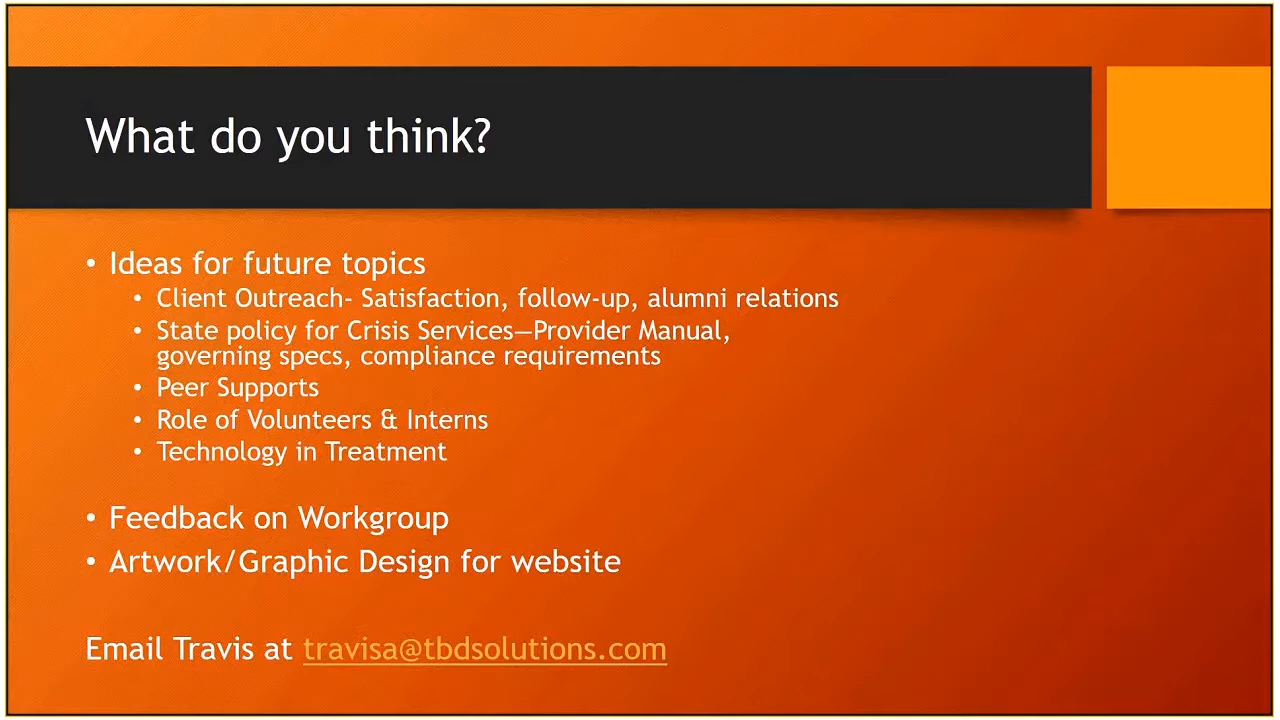 What do you think?
• Ideas for future topics
• Client Outreach- Satisfaction, follow-up, alumni relations
• State policy for Crisis Services—Provider Manual,
governing specs, compliance requirements
• Peer Supports
• Role of Volunteers & Interns
• Technology in Treatment
• Feedback on Workgroup
• Artwork/Graphic Design for website
Email Travis at travisa@tbdsolutions.com